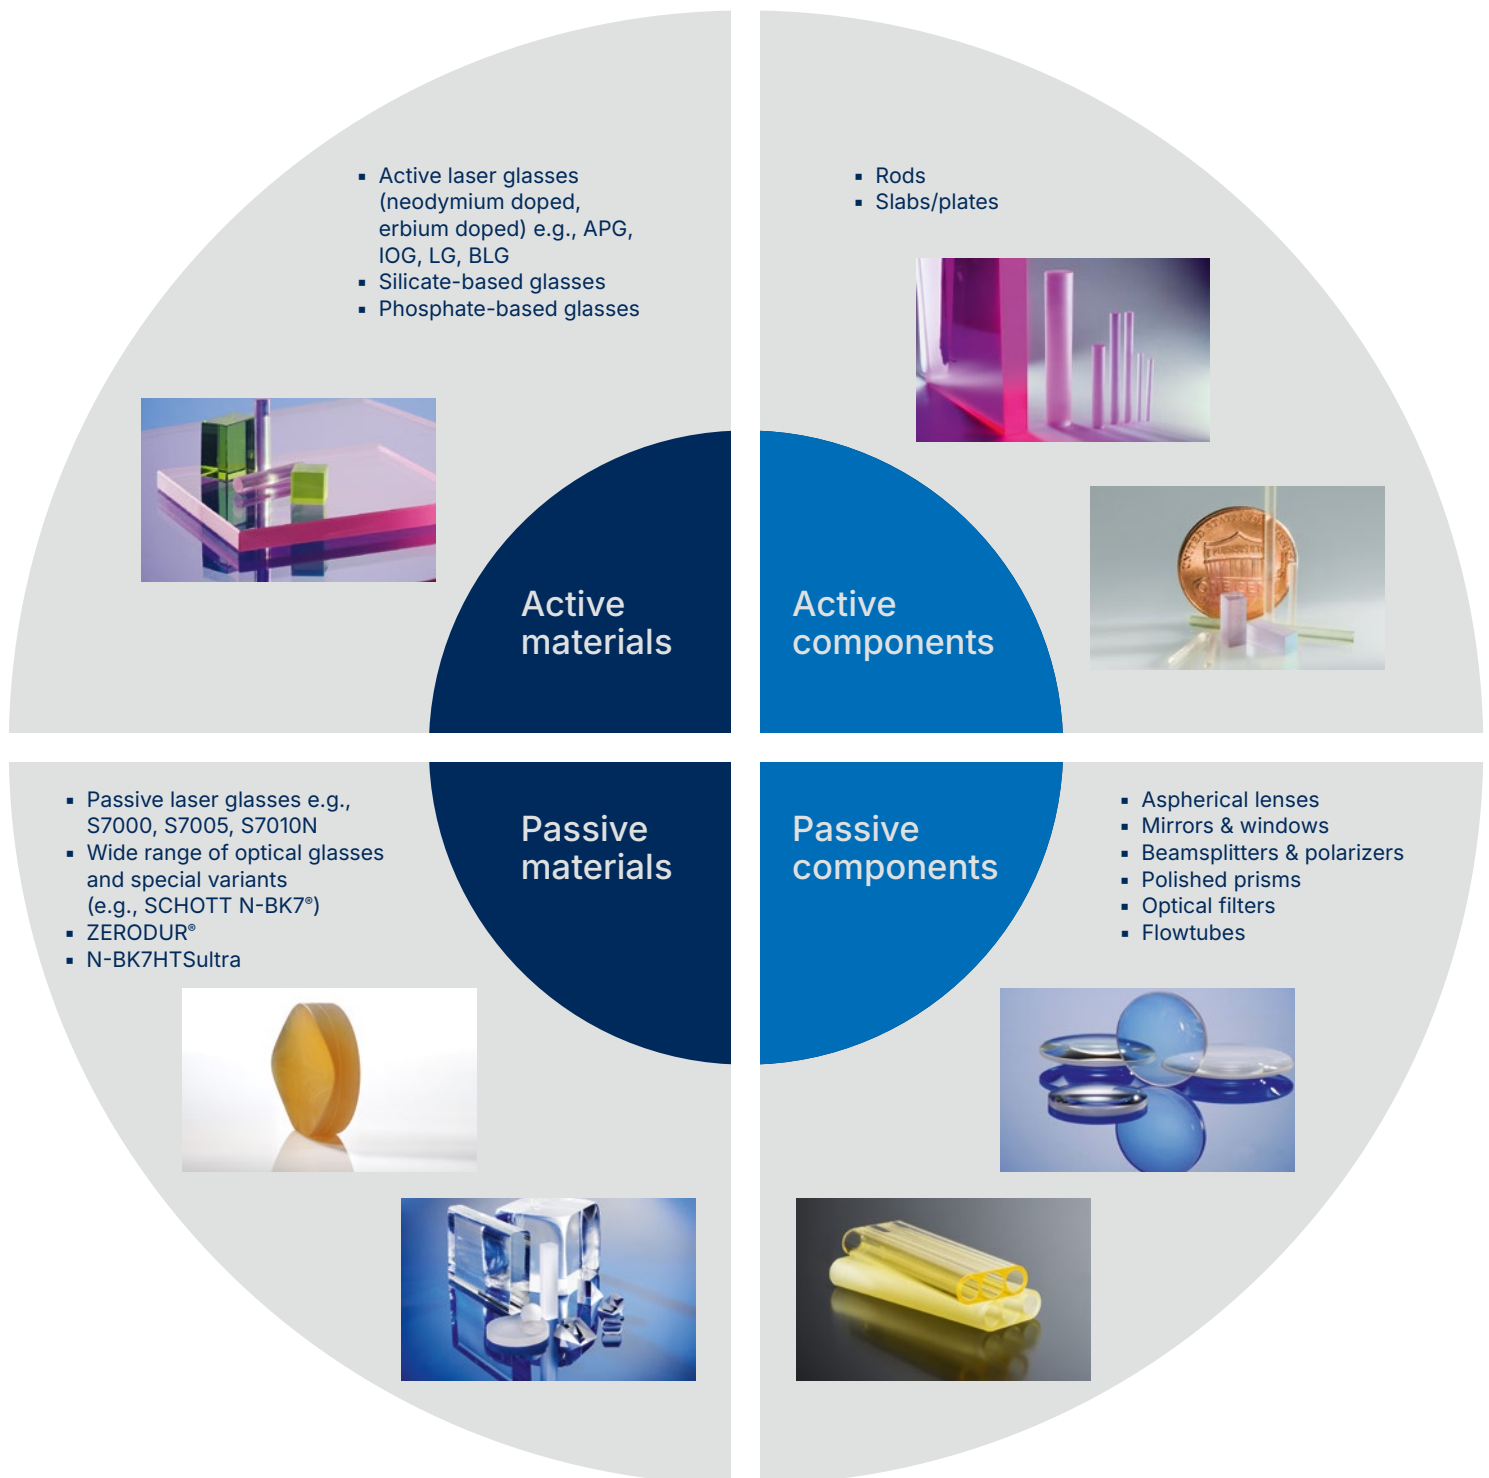 ▪ Active laser glasses
(neodymium doped,
erbium doped) e.g., APG,
IOG, LG, BLG
▪ Silicate-based glasses
▪ Phosphate-based glasses
Active
materials
▪ Rods
▪ Slabs/plates
Active
components
▪ Passive laser glasses e.g.,
S7000, S7005, S7010N
▪ Wide range of optical glasses
and special variants
(e.g., SCHOTT N-BK7®)
▪ ZERODUR®
▪ N-BK7HTSultra
Passive
materials
Passive
components
▪ Aspherical lenses
▪ Mirrors & windows
▪ Beamsplitters & polarizers
▪ Polished prisms
▪ Optical filters
▪ Flowtubes